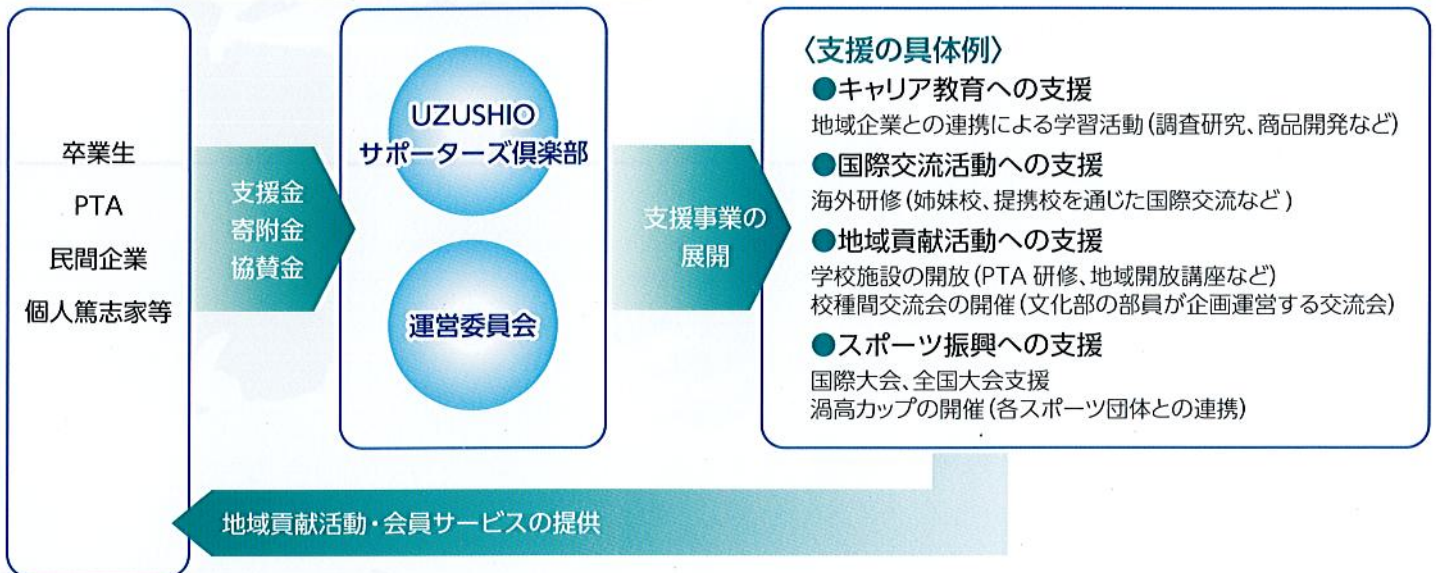 卒業生
PTA
民間企業
個人篤志家等
支援金
寄附金
協賛金
UZUSHIO
サポーターズ倶楽部
運営委員会
支援事業の
展開
〈支援の具体例〉
●キャリア教育への支援
地域企業との連携による学習活動(調査研究、商品開発など)
●国際交流活動への支援
海外研修(姉妹校、提携校を通じた国際交流など)
●地域貢献活動への支援
学校施設の開放(PTA 研修、地域開放講座など)
校種間交流会の開催(文化部の部員が企画運営する交流会)
●スポーツ振興への支援
国際大会、全国大会支援
渦高カップの開催(各スポーツ団体との連携)
地域貢献活動・会員サービスの提供